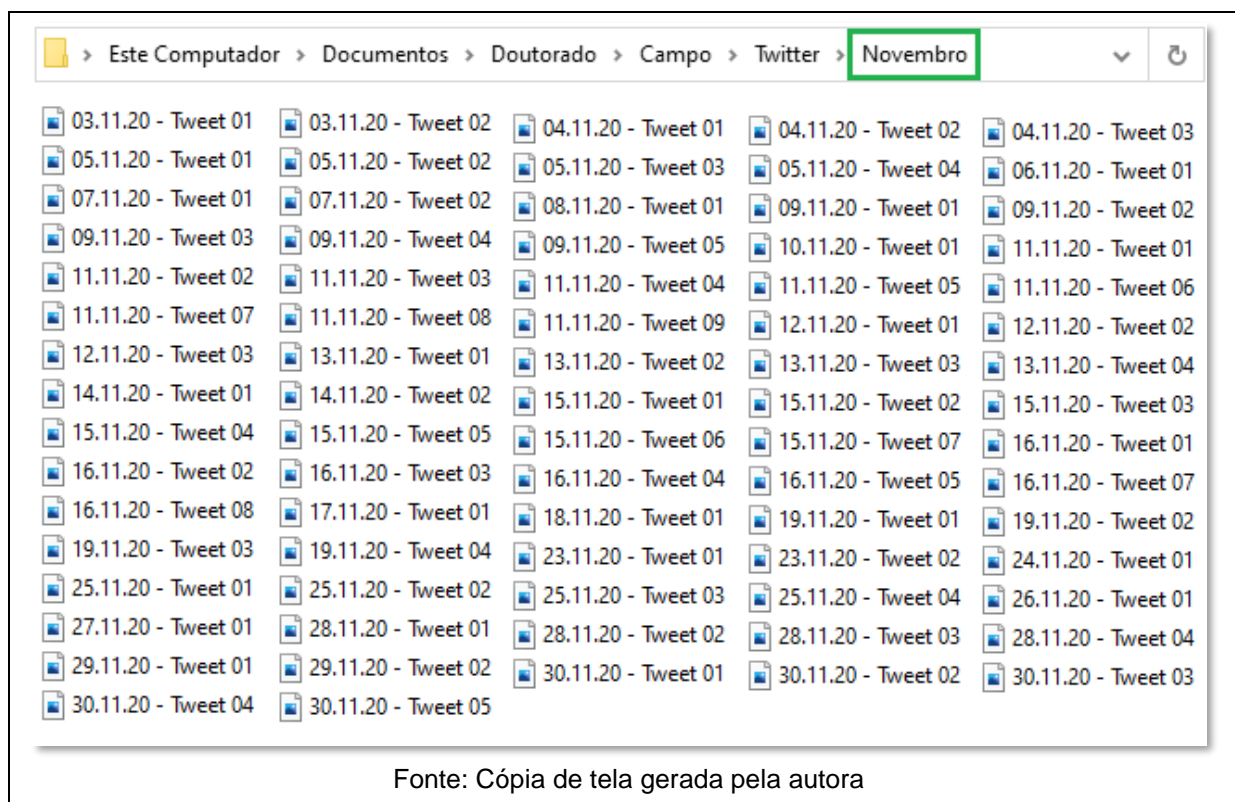 Este Computador > Documentos > Doutorado > Campo > Twitter > Novembro
03.11.20 - Tweet 01 03.11.20 - Tweet 02 04.11.20 - Tweet 01 04.11.20 - Tweet 02 04.11.20 - Tweet 03
05.11.20 - Tweet 01 05.11.20 - Tweet 02 05.11.20 - Tweet 03 05.11.20 - Tweet 04 06.11.20 - Tweet 01
07.11.20 - Tweet 01 07.11.20 - Tweet 02 08.11.20 - Tweet 01 09.11.20 - Tweet 01 09.11.20 - Tweet 02
09.11.20 - Tweet 03 09.11.20 - Tweet 04 09.11.20 - Tweet 05 10.11.20 - Tweet 01 11.11.20 - Tweet 01
11.11.20 - Tweet 02 11.11.20 - Tweet 03 11.11.20 - Tweet 04 11.11.20 - Tweet 05 11.11.20 - Tweet 06
11.11.20 - Tweet 07 11.11.20 - Tweet 08 11.11.20 - Tweet 09 12.11.20 - Tweet 01 12.11.20 - Tweet 02
12.11.20 - Tweet 03 13.11.20 - Tweet 01 13.11.20 - Tweet 02 13.11.20 - Tweet 03 13.11.20 - Tweet 04
14.11.20 - Tweet 01 14.11.20 - Tweet 02 15.11.20 - Tweet 01 15.11.20 - Tweet 02 15.11.20 - Tweet 03
15.11.20 - Tweet 04 15.11.20 - Tweet 05 15.11.20 - Tweet 06 15.11.20 - Tweet 07 16.11.20 - Tweet 01
16.11.20 - Tweet 02 16.11.20 - Tweet 03 16.11.20 - Tweet 04 16.11.20 - Tweet 05 16.11.20 - Tweet 07
16.11.20 - Tweet 08 17.11.20 - Tweet 01 18.11.20 - Tweet 01 19.11.20 - Tweet 01 19.11.20 - Tweet 02
19.11.20 - Tweet 03 19.11.20 - Tweet 04 23.11.20 - Tweet 01 23.11.20 - Tweet 02 24.11.20 - Tweet 01
25.11.20 - Tweet 01 25.11.20 - Tweet 02 25.11.20 - Tweet 03 25.11.20 - Tweet 04 26.11.20 - Tweet 01
27.11.20 - Tweet 01 28.11.20 - Tweet 01 28.11.20 - Tweet 02 28.11.20 - Tweet 03 28.11.20 - Tweet 04
29.11.20 - Tweet 01 29.11.20 - Tweet 02 30.11.20 - Tweet 01 30.11.20 - Tweet 02 30.11.20 - Tweet 03
30.11.20 - Tweet 04 30.11.20 - Tweet 05
Fonte: Cópia de tela gerada pela autora